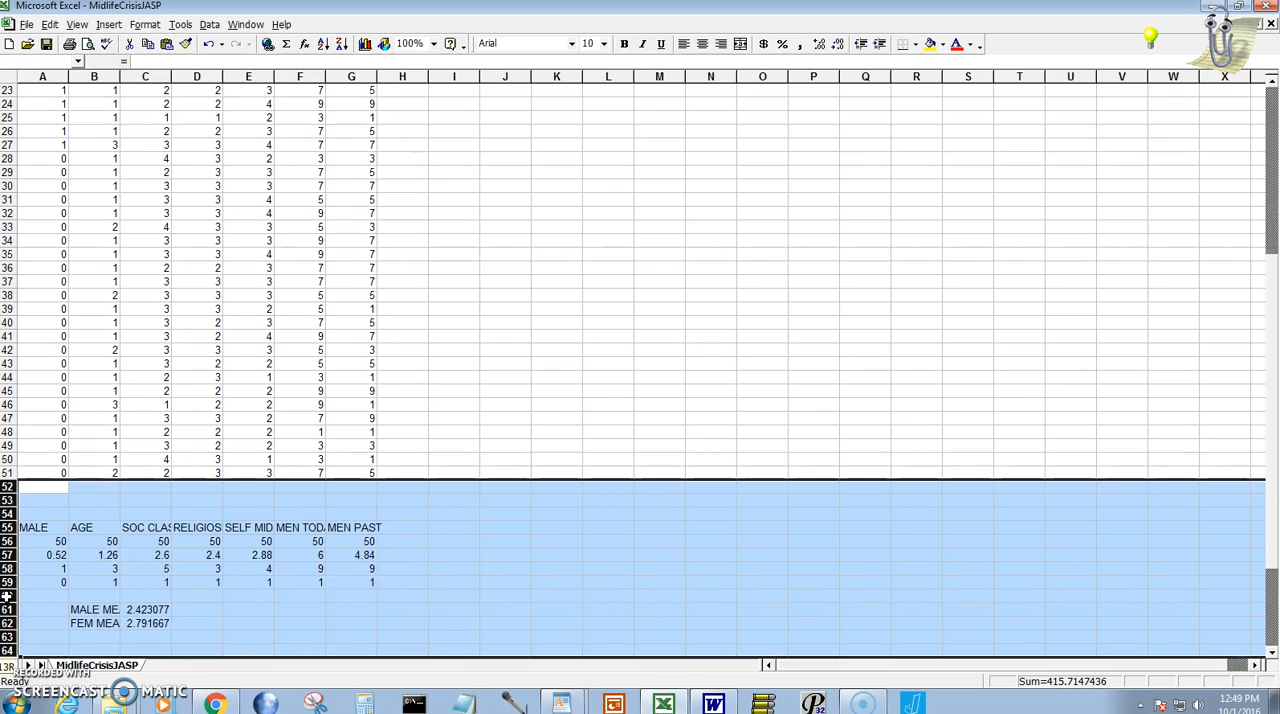 Microsoft Excel - MidlifeCrisisJASP
File Edit View Insert Format Tools Data Window Help
100% Arial 10 B I U $ % ,
=
A B C D E F G H I J K L M N O P Q R S T U V W X
23 1 1 2 2 3 7 5
24 1 1 2 2 4 9 9
25 1 1 1 1 2 3 1
26 1 1 2 2 3 7 5
27 1 3 3 3 4 7 7
28 0 1 4 3 2 3 3
29 0 1 2 3 3 7 5
30 0 1 3 3 3 7 7
31 0 1 3 3 4 5 5
32 0 1 3 3 4 9 7
33 0 2 4 3 3 5 3
34 0 1 3 3 3 9 7
35 0 1 3 3 4 9 7
36 0 1 2 2 3 7 7
37 0 1 3 3 3 7 7
38 0 2 3 3 3 5 5
39 0 1 3 3 2 5 1
40 0 1 3 2 3 7 5
41 0 1 3 2 4 9 7
42 0 2 3 3 3 5 3
43 0 1 3 2 2 5 5
44 0 1 2 3 1 3 1
45 0 1 2 2 2 9 9
46 0 3 1 2 2 9 1
47 0 1 3 3 2 7 9
48 0 1 2 2 2 1 1
49 0 1 3 2 2 3 3
50 0 1 4 3 1 3 1
51 0 2 2 3 3 7 5
52
53
54
55 MALE AGE SOC CLAS RELIGIOS SELF MID MEN TOD MEN PAST
56 50 50 50 50 50 50 50
57 0.52 1.26 2.6 2.4 2.88 6 4.84
58 1 3 5 3 4 9 9
59 0 1 1 1 1 1 1
61 MALE MEA 2.423077
62 FEM MEA 2.791667
63
64
13R MidlifeCrisisJASP
Ready Sum=415.7147436
RECORDED WITH
SCREENCAST MATIC
12:49 PM
10/1/2016